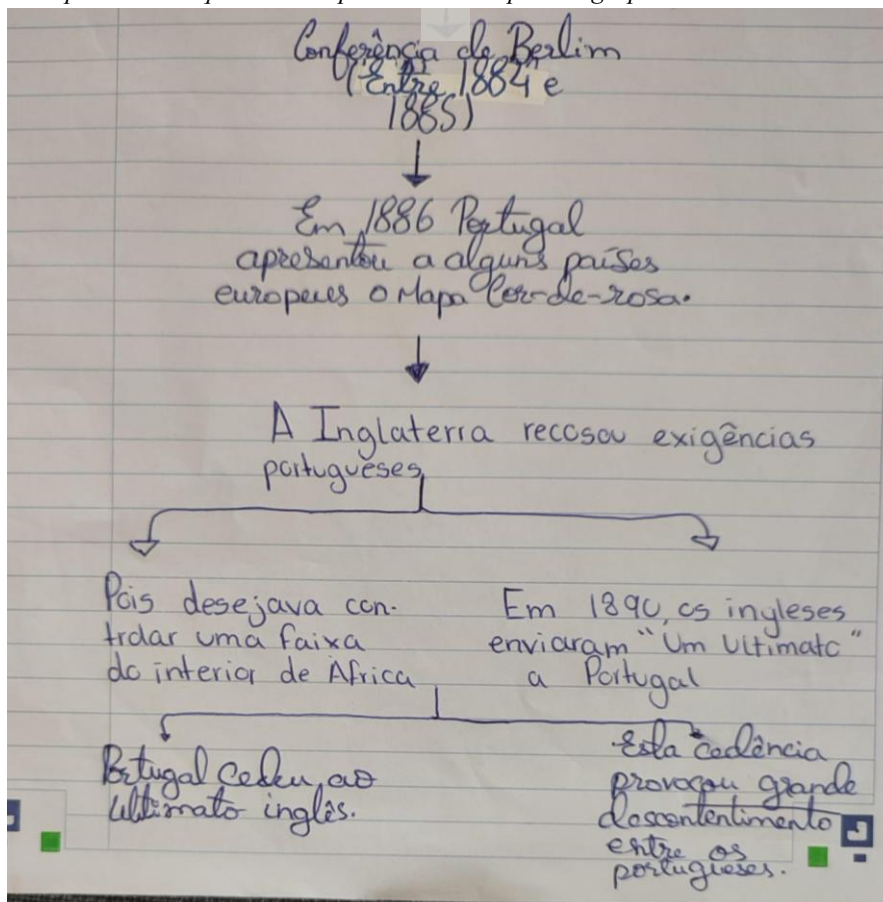 Conferência de Berlim
(Entre 1884 e
1885)
Em 1886 Portugal
apresentou a alguns países
europeus o Mapa Cor-de-rosa.
A Inglaterra recosou exigências
portugueses
Pois desejava con-
trolar uma faixa
do interior de África
Em 1890, os ingleses
enviaram "Um Ultimato"
a Portugal
Portugal cedeu ao
ultimato inglês.
Esta cedência
provocou grande
descontentimento
entre os
portugueses.